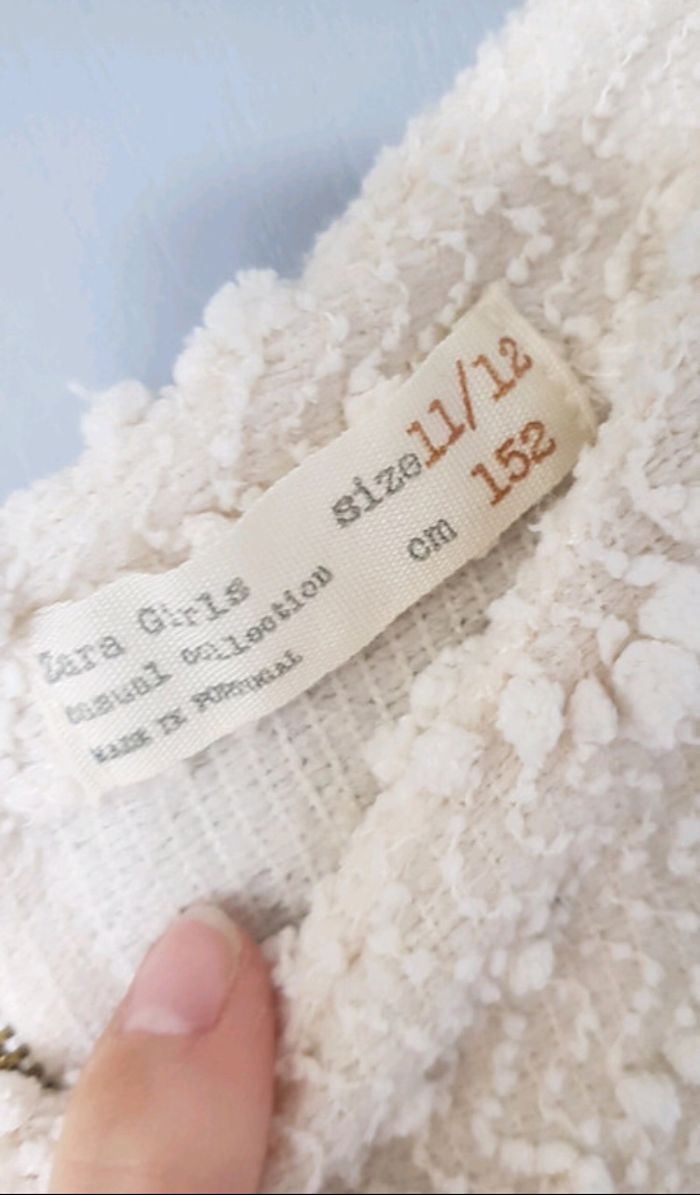 Zara Girls
casual collection
MADE IN PORTUGAL
size 11/12
cm 152